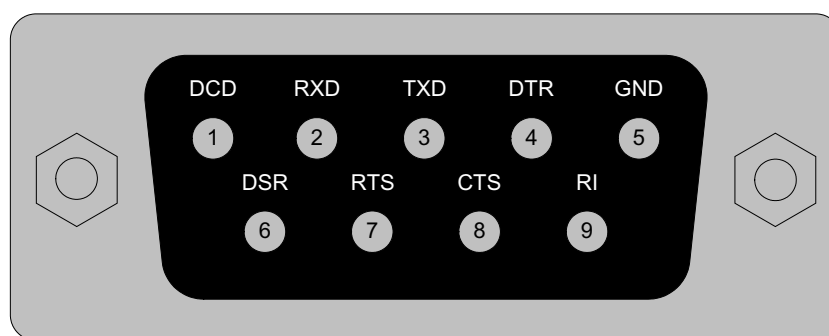 DCD RXD TXD DTR GND
1 2 3 4 5
DSR RTS CTS RI
6 7 8 9